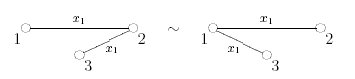 x₁ ~ x₁
1 2 1 2
x₁ x₁
3 3